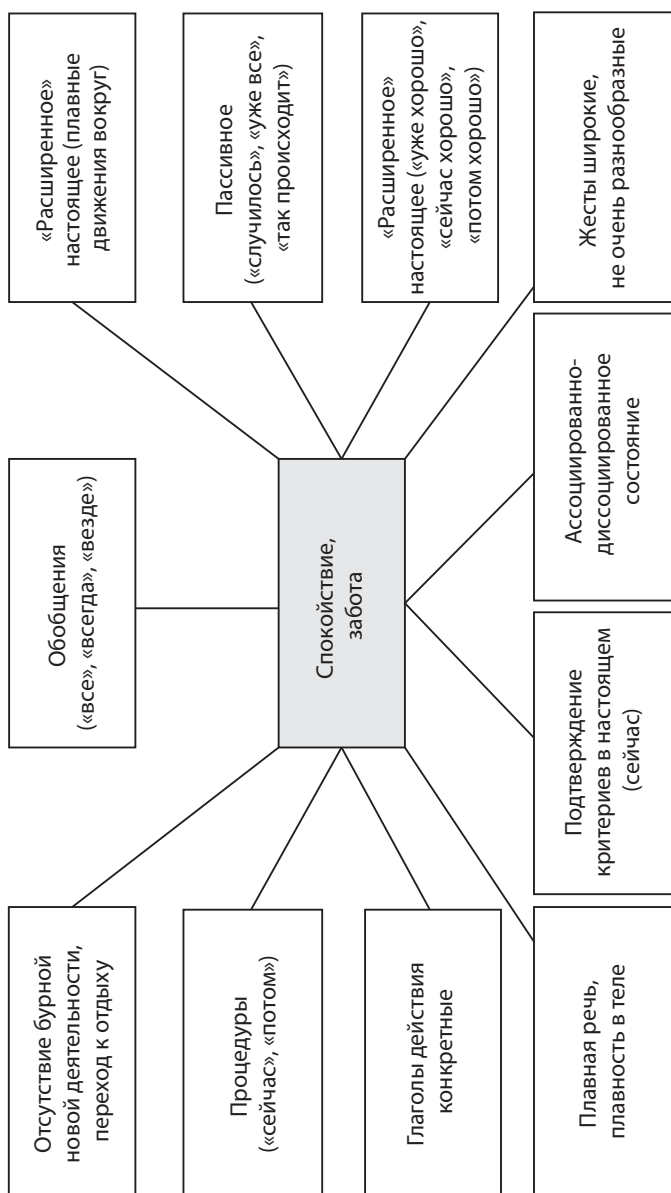 Отсутствие бурной
новой деятельности,
переход к отдыху
Обобщения
(«все», «всегда», «везде»)
«Расширенное»
настоящее (плавные
движения вокруг)
Процедуры
(«сейчас», «потом»)
Спокойствие,
забота
Пассивное
(«случилось», «уже все»,
«так происходит»)
Глаголы действия
конкретные
«Расширенное»
настоящее («уже хорошо»,
«сейчас хорошо»,
«потом хорошо»)
Плавная речь,
плавность в теле
Подтверждение
критериев в настоящем
(сейчас)
Ассоциированно-
диссоциированное
состояние
Жесты широкие,
не очень разнообразные